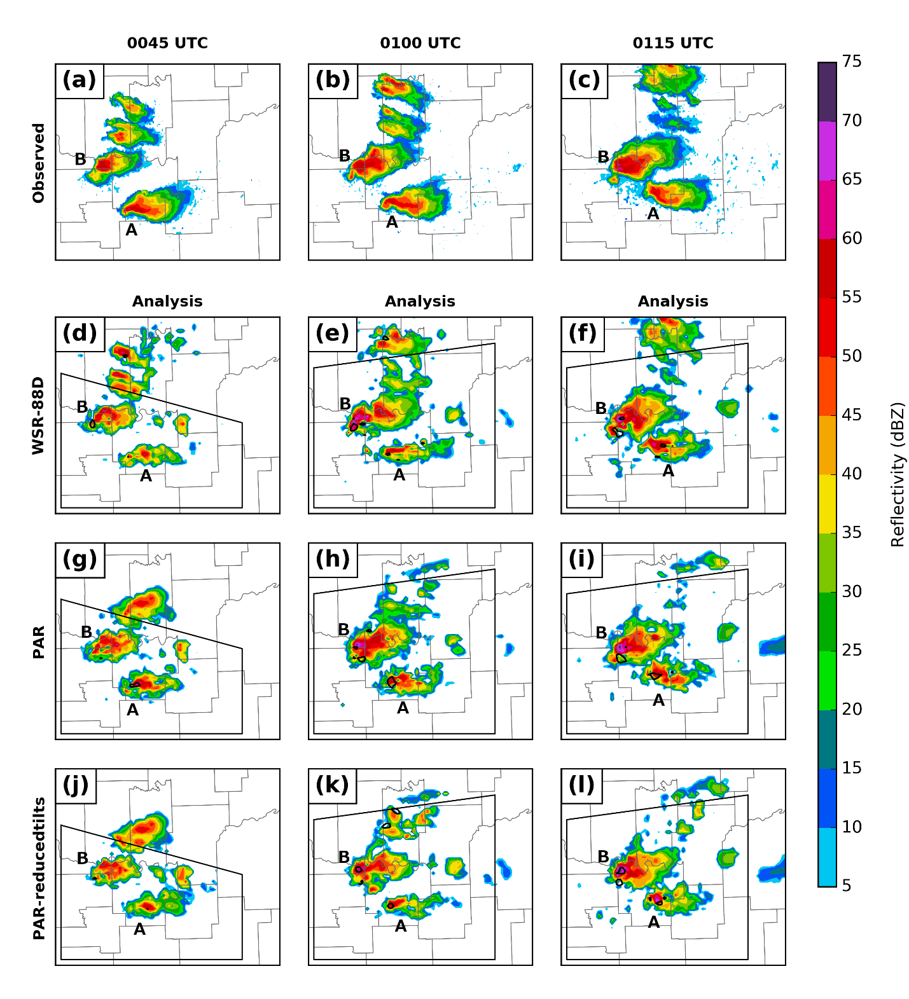 0045 UTC 0100 UTC 0115 UTC
(a) (b) (c)
Observed
B B B
A A A
Analysis Analysis Analysis
(d) (e) (f)
WSR-88D
B B B
A A A
(g) (h) (i)
PAR
B B B
A A A
(j) (k) (l)
PAR-reducedtilts
B B B
A A A
75
70
65
60
55
50
45
40
35
30
25
20
15
10
5
Reflectivity (dBZ)